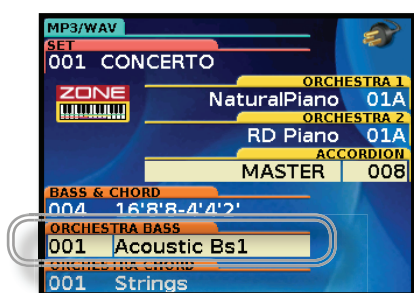 MP3/WAV
SET
001 CONCERTO
ZONE
ORCHESTRA 1
NaturalPiano 01A
ORCHESTRA 2
RD Piano 01A
ACCORDION
MASTER 008
BASS & CHORD
004 16'8'8-4'4'2'
ORCHESTRA BASS
001 Acoustic Bs1
ORCHESTRA CHORD
001 Strings